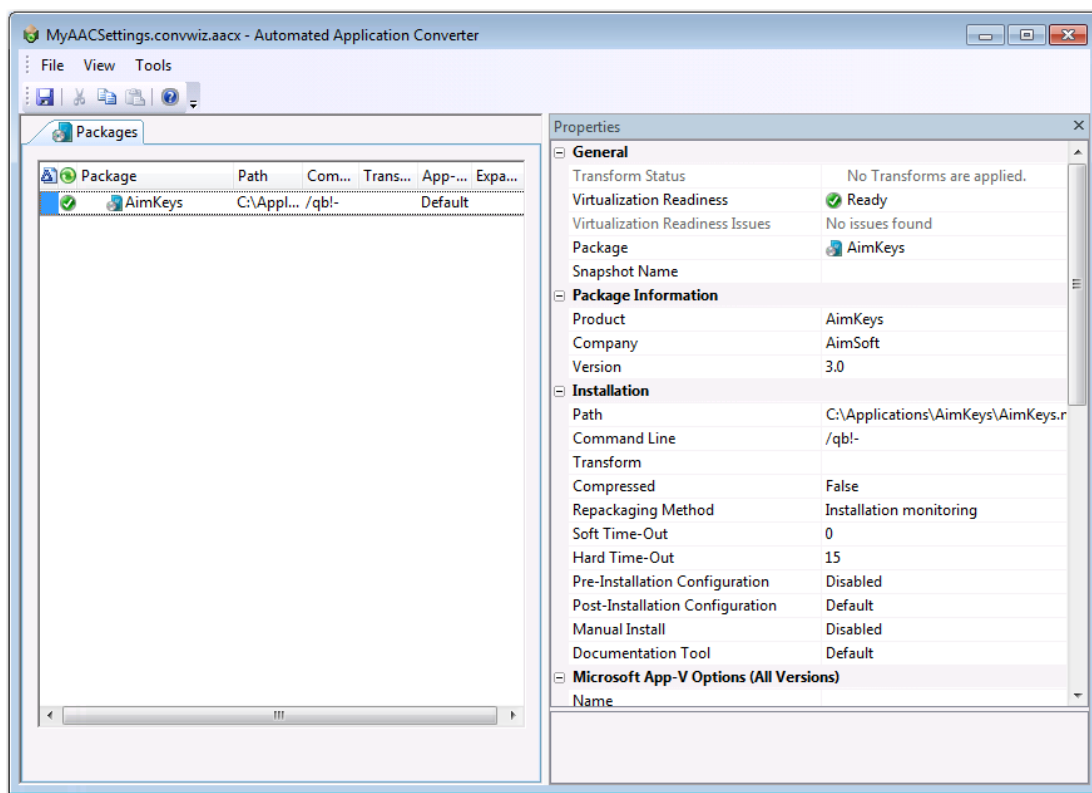 MyAACSettings.convwiz.aacx - Automated Application Converter
File View Tools
Packages
Package Path Com... Trans... App-... Expa...
AimKeys C:\Appl... /qb!- Default
Properties
General
Transform Status No Transforms are applied.
Virtualization Readiness Ready
Virtualization Readiness Issues No issues found
Package AimKeys
Snapshot Name
Package Information
Product AimKeys
Company AimSoft
Version 3.0
Installation
Path C:\Applications\AimKeys\AimKeys.r
Command Line /qb!-
Transform
Compressed False
Repackaging Method Installation monitoring
Soft Time-Out 0
Hard Time-Out 15
Pre-Installation Configuration Disabled
Post-Installation Configuration Default
Manual Install Disabled
Documentation Tool Default
Microsoft App-V Options (All Versions)
Name